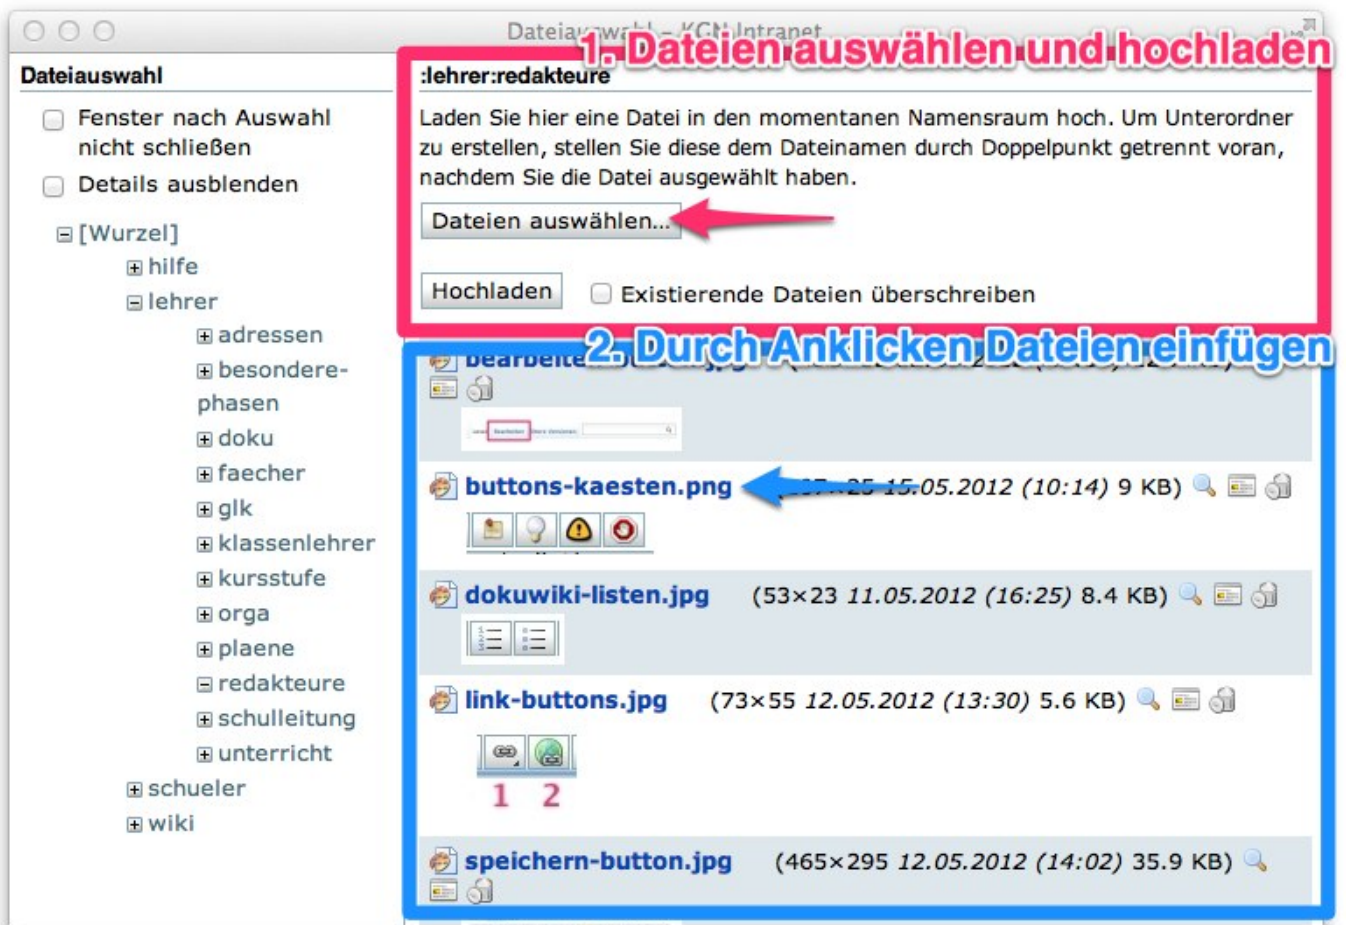 Dateiauswahl – KGN Intranet
1. Dateien auswählen und hochladen
Dateiauswahl
Fenster nach Auswahl
nicht schließen
Details ausblenden
[Wurzel]
hilfe
lehrer
adressen
besondere-
phasen
doku
faecher
glk
klassenlehrer
kursstufe
orga
plaene
redakteure
schulleitung
unterricht
schueler
wiki
:lehrer:redakteure
Laden Sie hier eine Datei in den momentanen Namensraum hoch. Um Unterordner
zu erstellen, stellen Sie diese dem Dateinamen durch Doppelpunkt getrennt voran,
nachdem Sie die Datei ausgewählt haben.
Dateien auswählen...
Hochladen
Existierende Dateien überschreiben
2. Durch Anklicken Dateien einfügen
buttons-kaesten.png 15.05.2012 (10:14) 9 KB)
dokuwiki-listen.jpg (53×23 11.05.2012 (16:25) 8.4 KB)
link-buttons.jpg (73×55 12.05.2012 (13:30) 5.6 KB)
1 2
speichern-button.jpg (465×295 12.05.2012 (14:02) 35.9 KB)